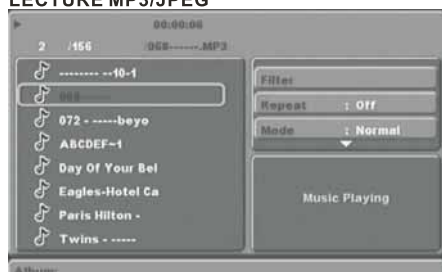 LECTURE MP3/JPEG
00:00:06
2 /156 /068------.MP3
-------- --10-1
068------
072 - -----beyo
ABCDEF~1
Day Of Your Bel
Eagles-Hotel Ca
Paris Hilton -
Twins - -----
Filter
Repeat : Off
Mode : Normal
Music Playing
Album: